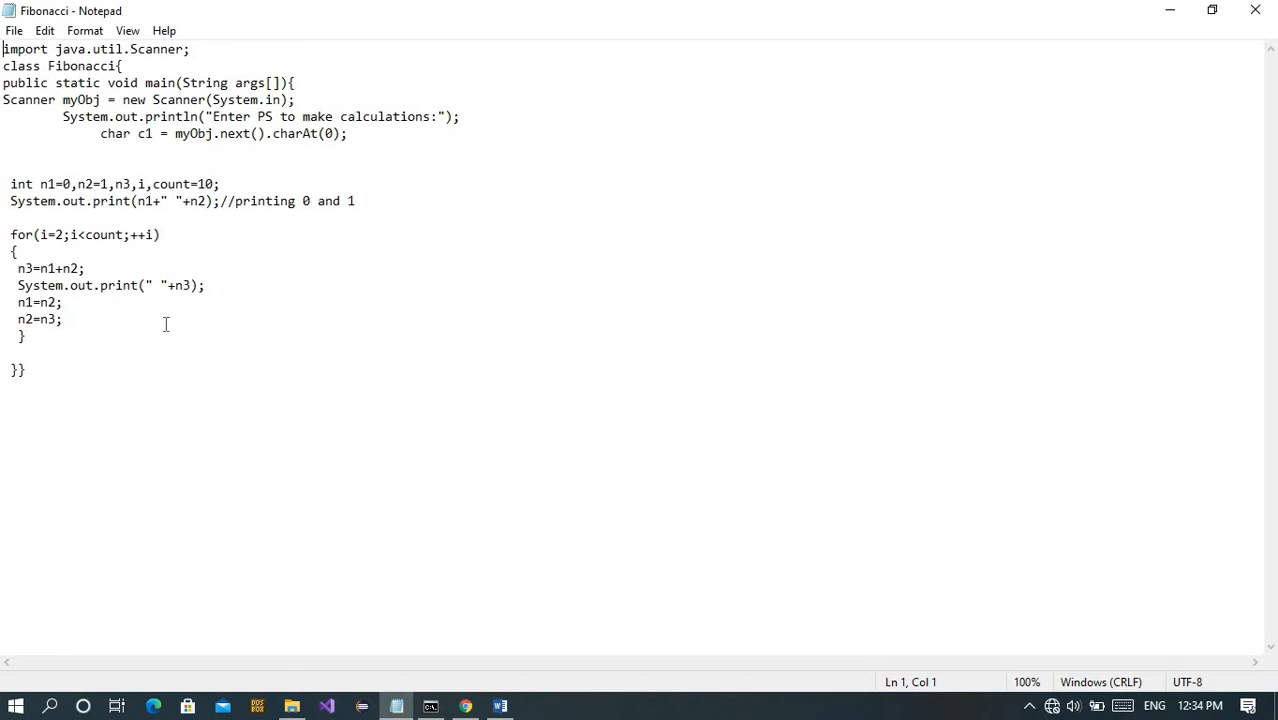 Fibonacci - Notepad
File Edit Format View Help
import java.util.Scanner;
class Fibonacci{
public static void main(String args[]){
Scanner myObj = new Scanner(System.in);
        System.out.println("Enter PS to make calculations:");
             char c1 = myObj.next().charAt(0);
 int n1=0,n2=1,n3,i,count=10;
 System.out.print(n1+" "+n2);//printing 0 and 1
 for(i=2;i<count;++i)
 {
  n3=n1+n2;
  System.out.print(" "+n3);
  n1=n2;
  n2=n3;
  }
 }}
Ln 1, Col 1 100% Windows (CRLF) UTF-8
DOS BOX ENG 12:34 PM